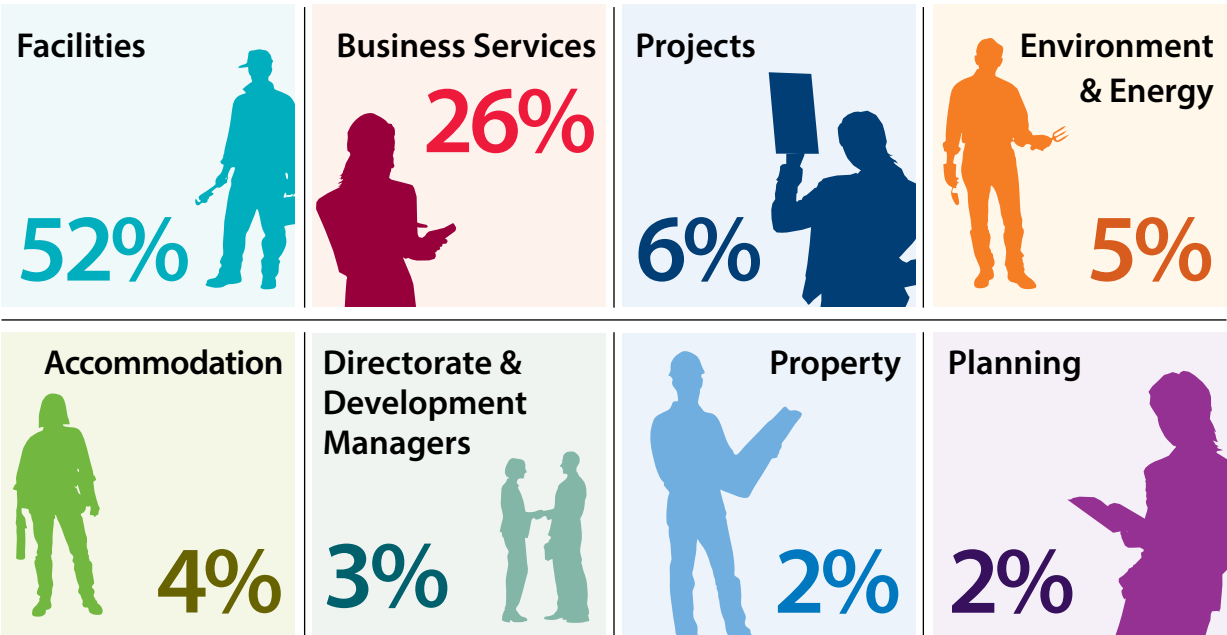 Facilities
52%
Business Services
26%
Projects
6%
Environment
& Energy
5%
Accommodation
4%
Directorate &
Development
Managers
3%
Property
2%
Planning
2%